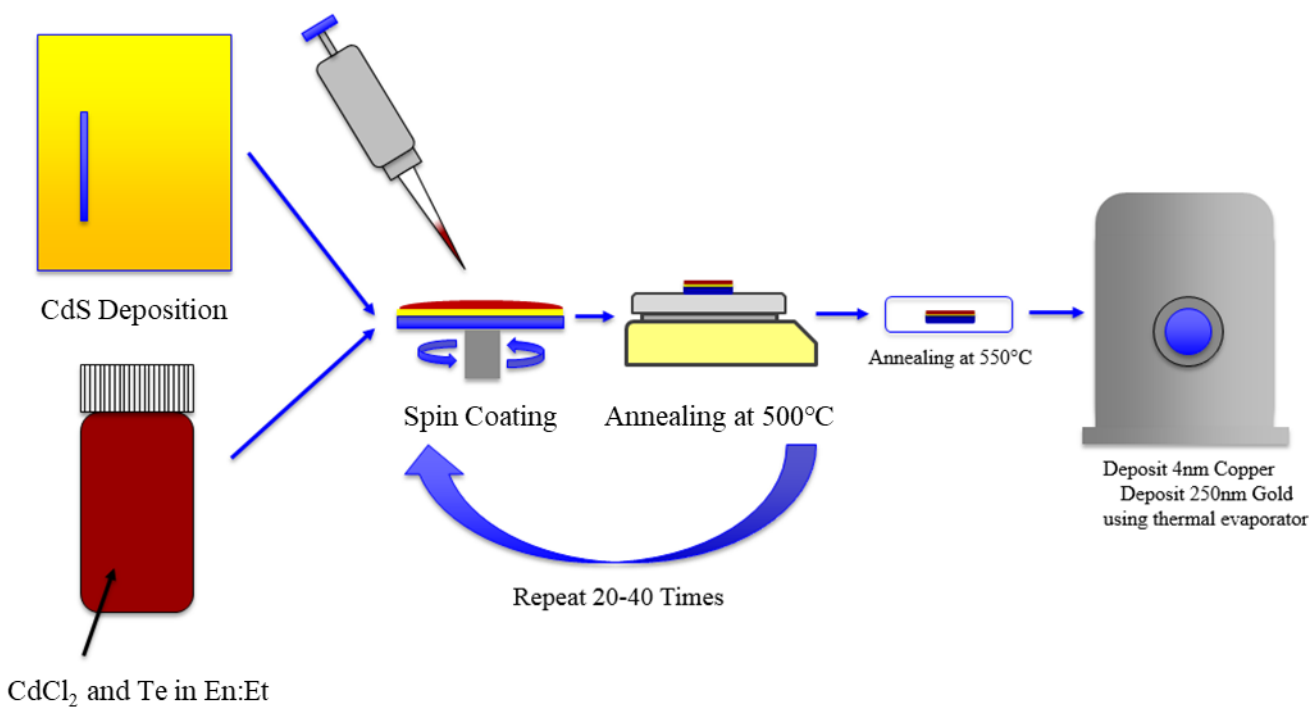 CdS Deposition
CdCl₂ and Te in En:Et
Spin Coating
Annealing at 500°C
Repeat 20-40 Times
Annealing at 550°C
Deposit 4nm Copper
Deposit 250nm Gold
using thermal evaporator